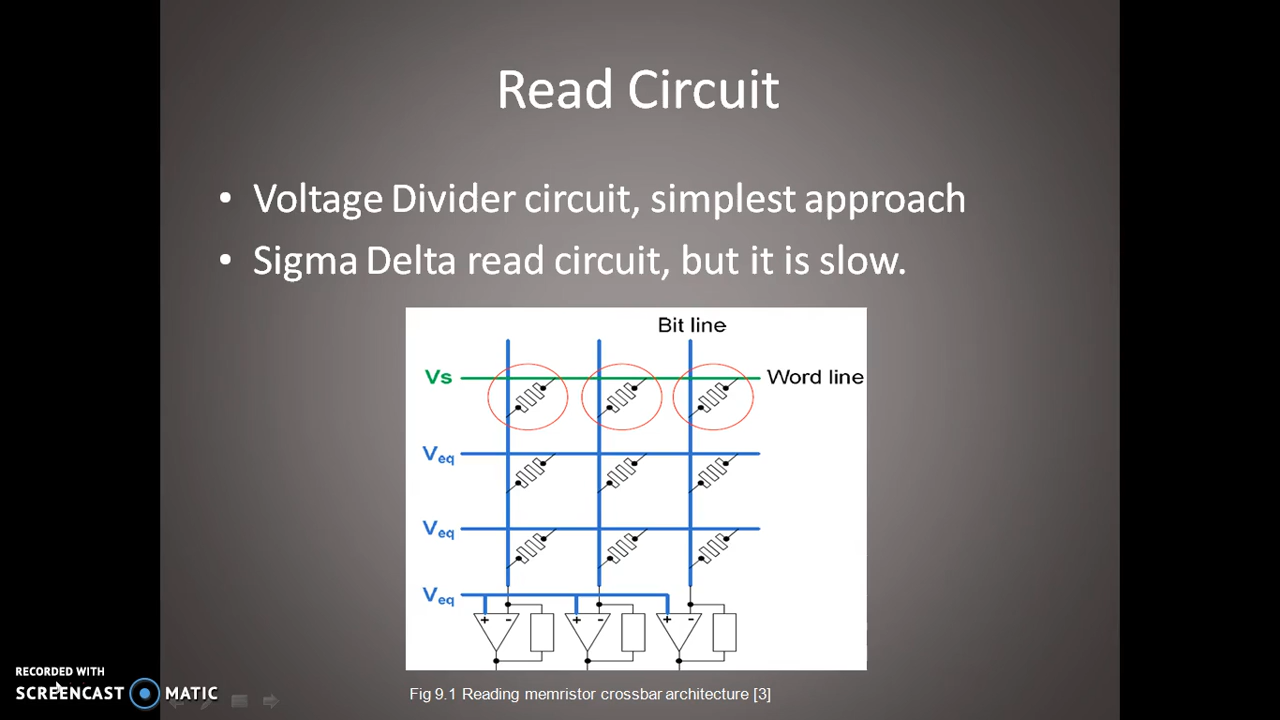 Read Circuit
• Voltage Divider circuit, simplest approach
• Sigma Delta read circuit, but it is slow.
Bit line
Vs
Word line
Veq
Veq
Veq
+ - + - + -
Fig 9.1 Reading memristor crossbar architecture [3]
RECORDED WITH
SCREENCAST MATIC